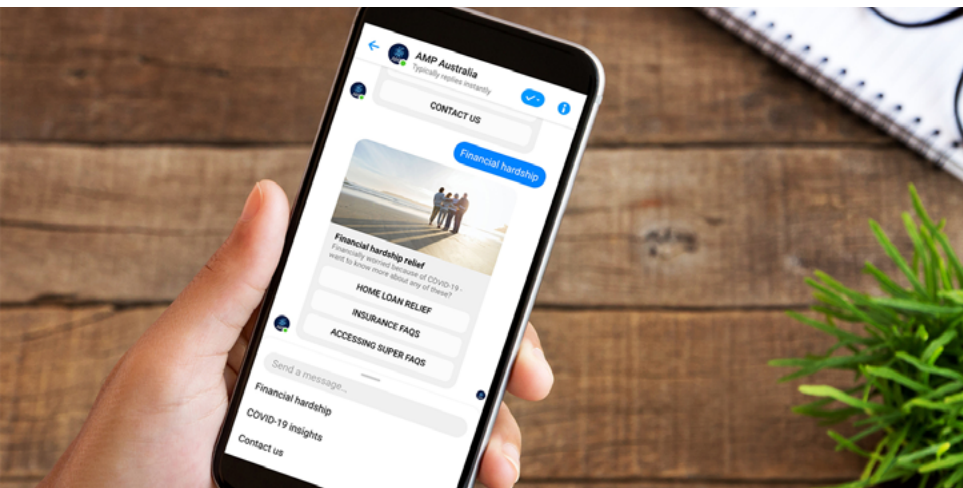 AMP Australia
Typically replies instantly
CONTACT US
Financial hardship
Financial hardship relief
Financially worried because of COVID-19 -
want to know more about any of these?
HOME LOAN RELIEF
INSURANCE FAQS
ACCESSING SUPER FAQS
Send a message...
Financial hardship
COVID-19 insights
Contact us